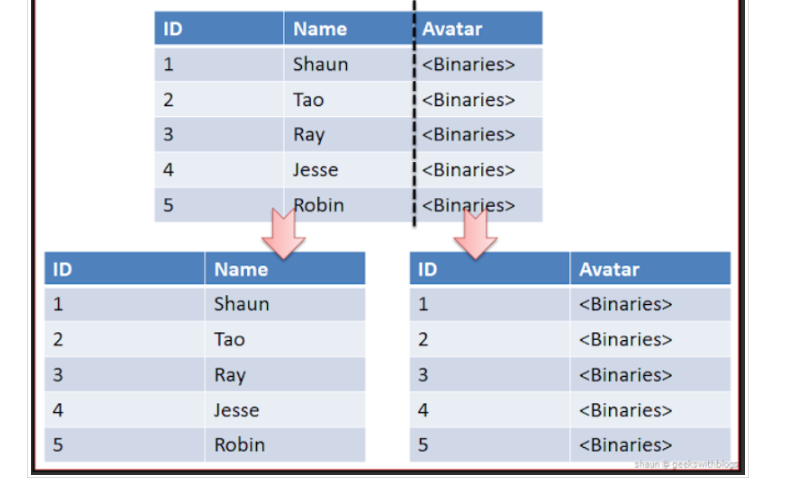 ID Name Avatar
1 Shaun <Binaries>
2 Tao <Binaries>
3 Ray <Binaries>
4 Jesse <Binaries>
5 Robin <Binaries>
ID Name
1 Shaun
2 Tao
3 Ray
4 Jesse
5 Robin
ID Avatar
1 <Binaries>
2 <Binaries>
3 <Binaries>
4 <Binaries>
5 <Binaries>
shaun @ geekswithblogs